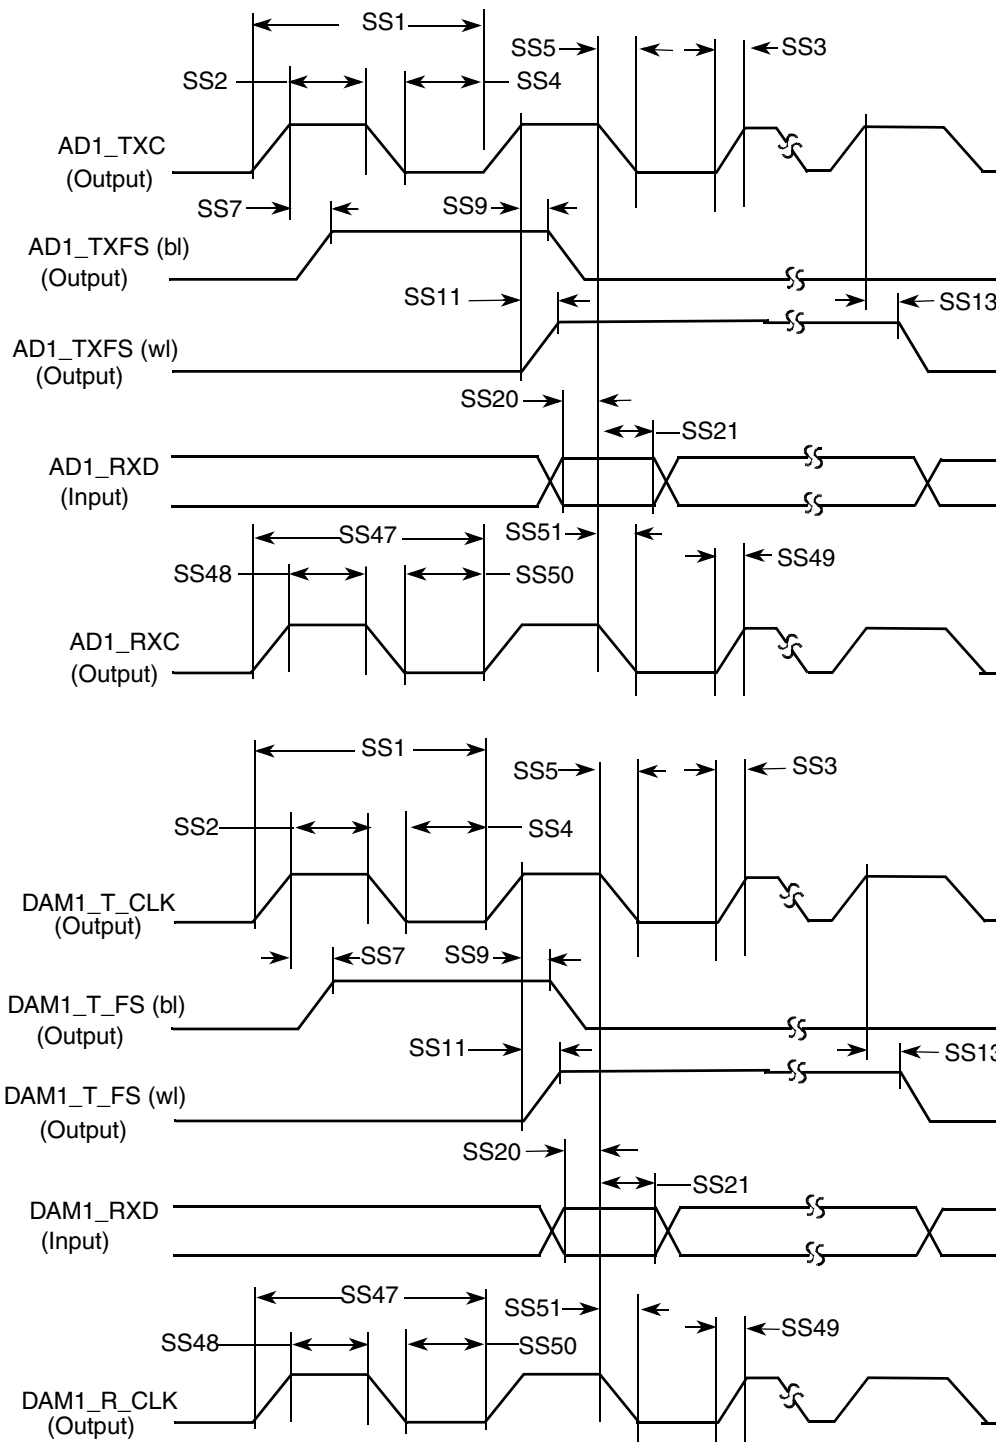 SS1
SS5
SS3
SS2
SS4
AD1_TXC
(Output)
SS7
SS9
AD1_TXFS (bl)
(Output)
SS11
SS13
AD1_TXFS (wl)
(Output)
SS20
SS21
AD1_RXD
(Input)
SS47
SS51
SS49
SS48
SS50
AD1_RXC
(Output)
SS1
SS5
SS3
SS2
SS4
DAM1_T_CLK
(Output)
SS7
SS9
DAM1_T_FS (bl)
(Output)
SS11
SS13
DAM1_T_FS (wl)
(Output)
SS20
SS21
DAM1_RXD
(Input)
SS47
SS51
SS49
SS48
SS50
DAM1_R_CLK
(Output)